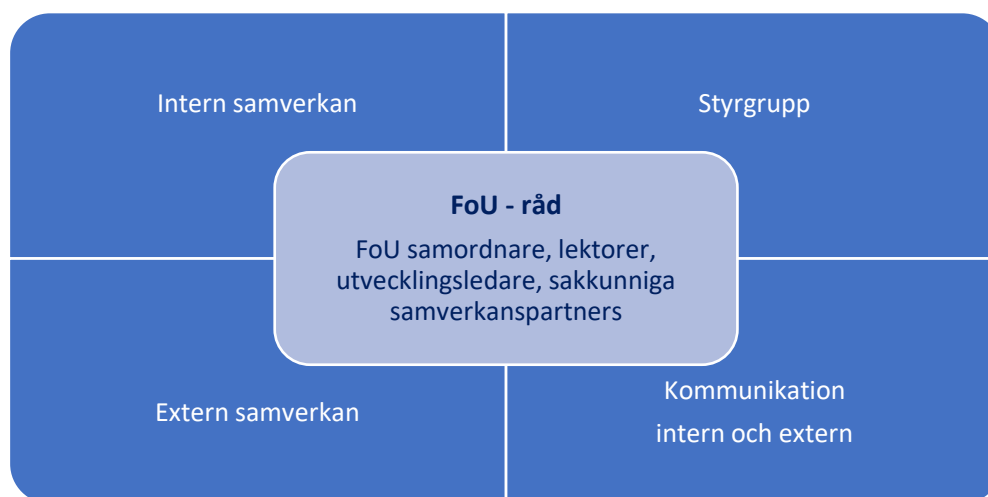 Intern samverkan
Styrgrupp
FoU - råd
FoU samordnare, lektorer,
utvecklingsledare, sakkunniga
samverkanspartners
Extern samverkan
Kommunikation
intern och extern